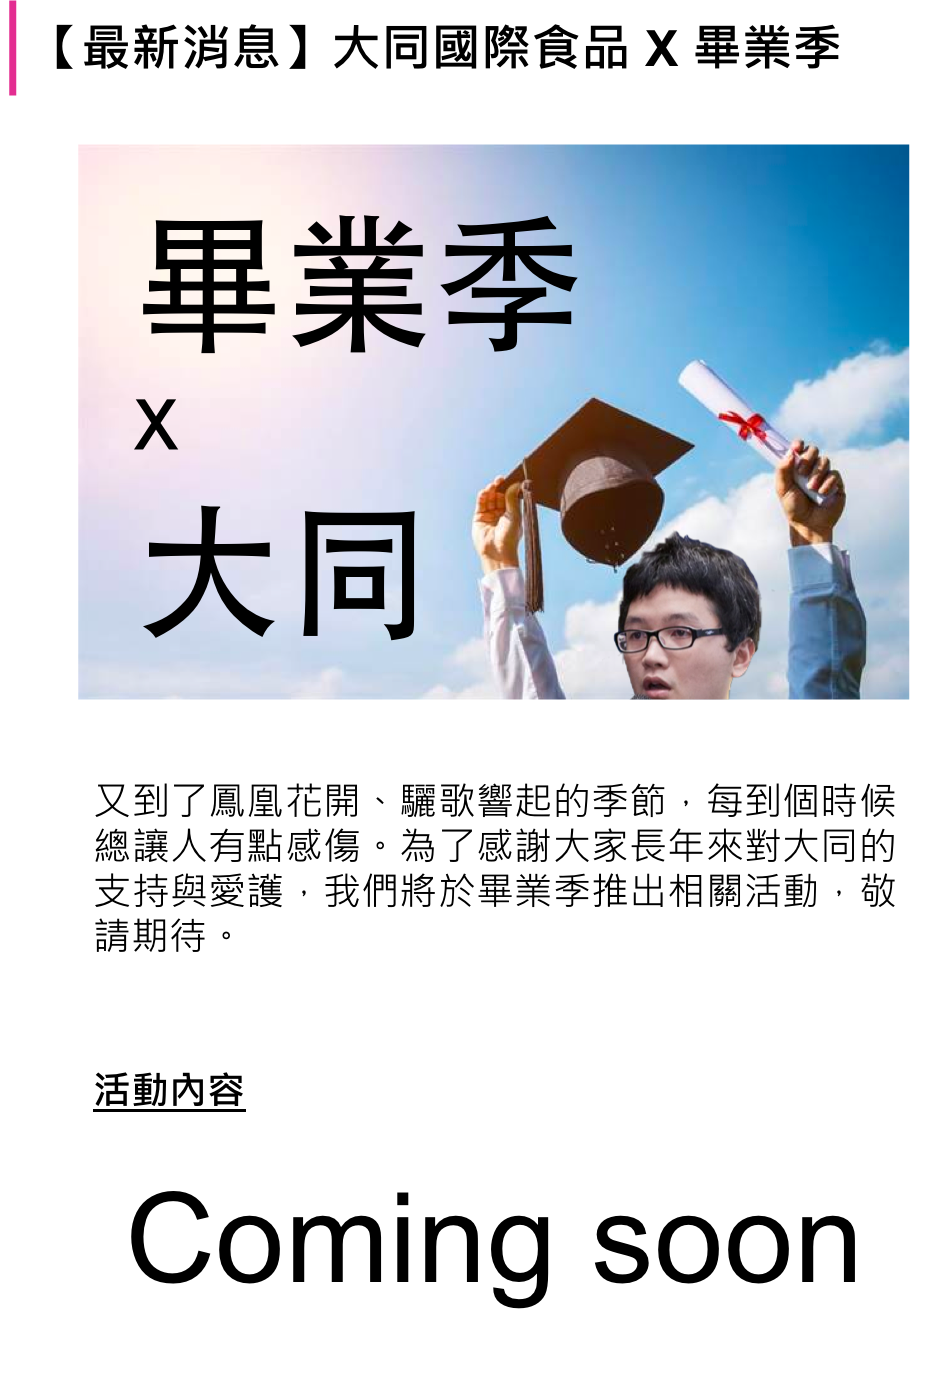 【最新消息】大同國際食品 X 畢業季
畢業季
X
大同
又到了鳳凰花開、驪歌響起的季節，每到個時候
總讓人有點感傷。為了感謝大家長年來對大同的
支持與愛護，我們將於畢業季推出相關活動，敬
請期待。
活動內容
Coming soon